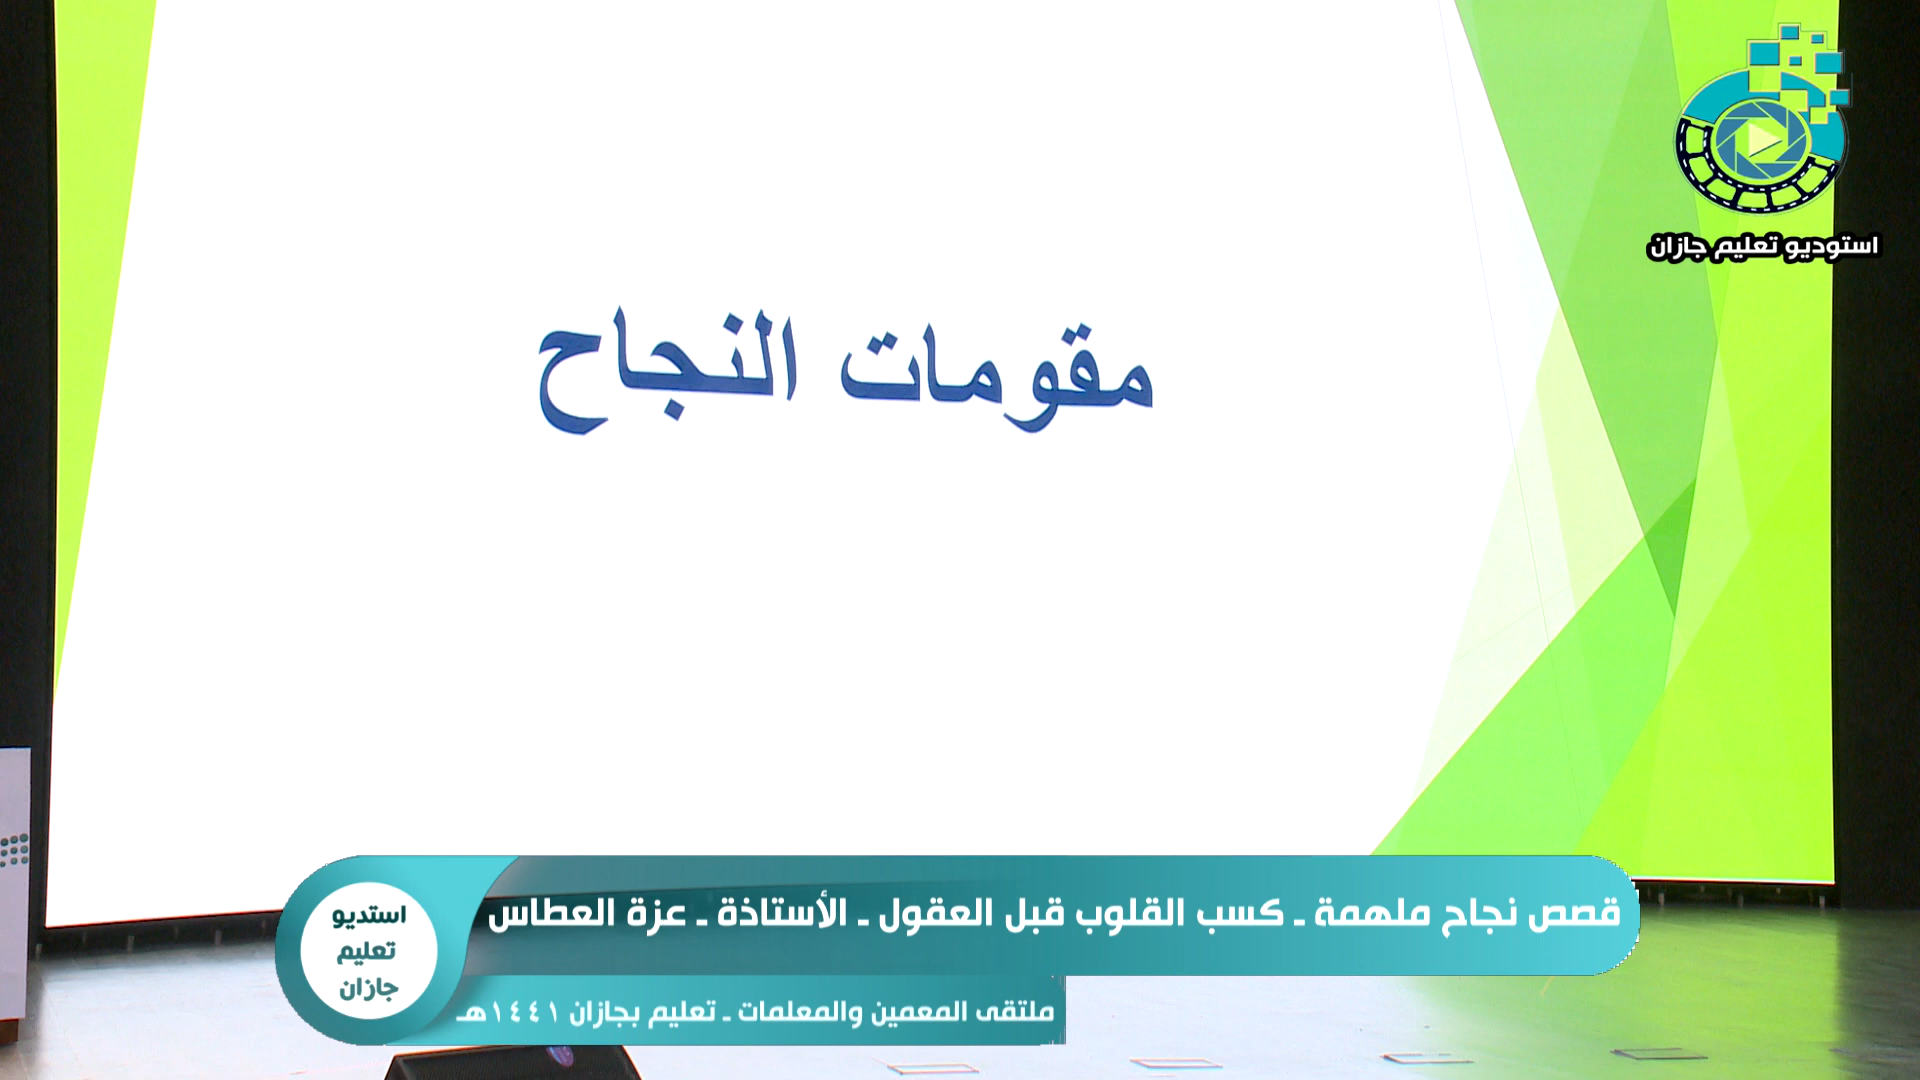 استوديو تعليم جازان
مقومات النجاح
قصص نجاح ملهمة ـ كسب القلوب قبل العقول ـ الأستاذة ـ عزة العطاس
استديو
تعليم
جازان
ملتقى المعمين والمعلمات ـ تعليم بجازان ١٤٤١هـ